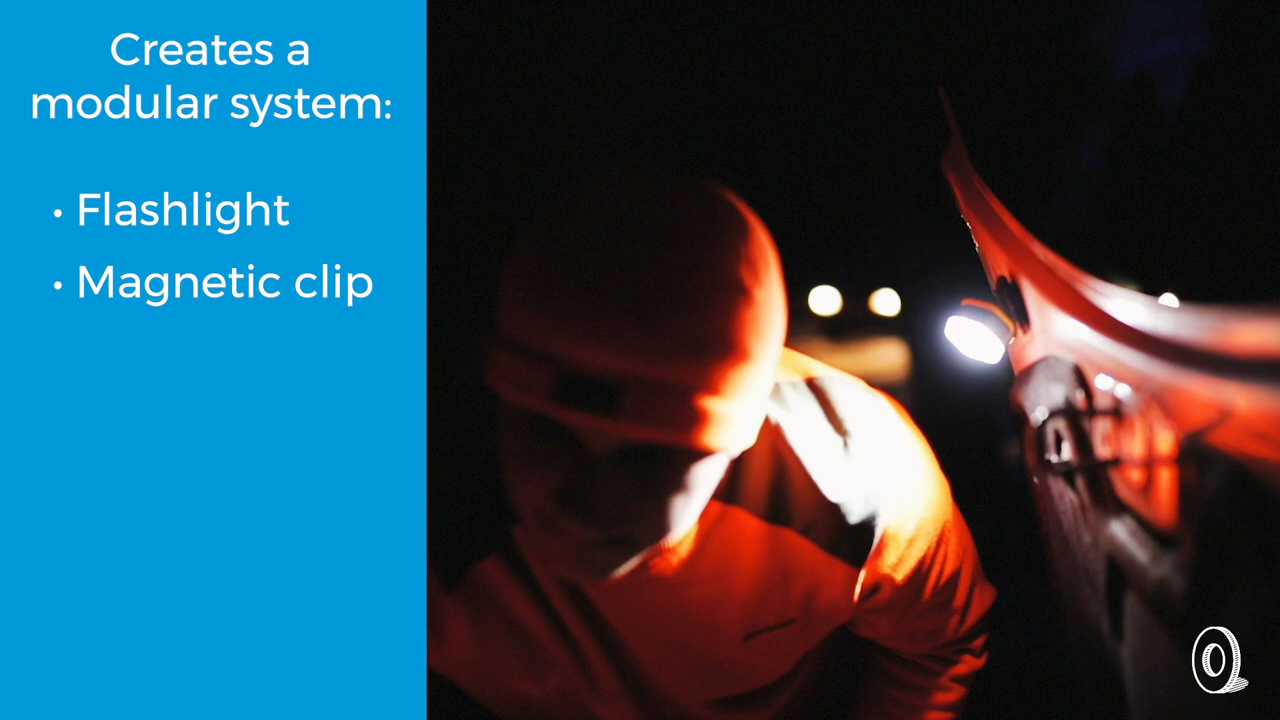 Creates a
modular system:
• Flashlight
• Magnetic clip